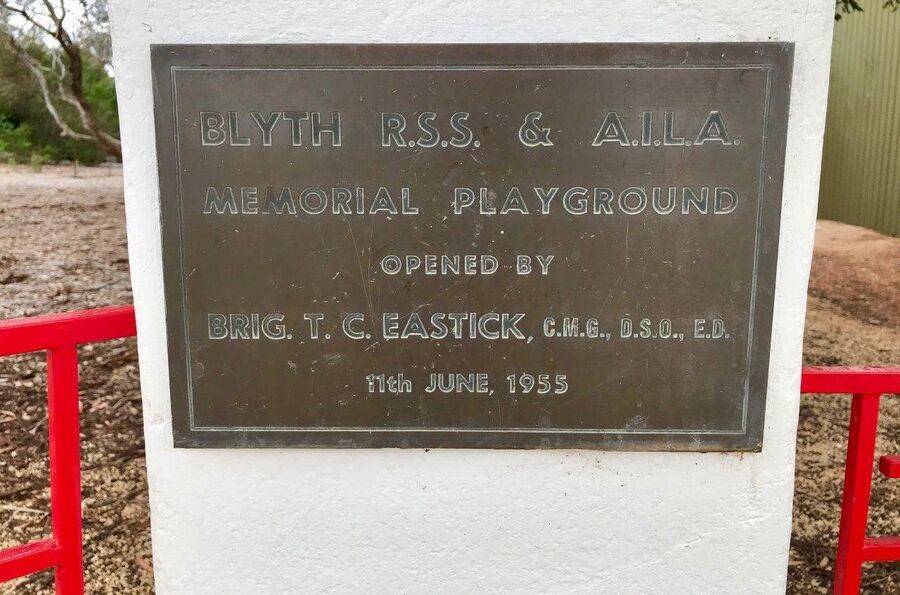 BLYTH R.S.S. & A.I.L.A.
MEMORIAL PLAYGROUND
OPENED BY
BRIG. T. C. EASTICK, C.M.G., D.S.O., E.D.
11th JUNE, 1955